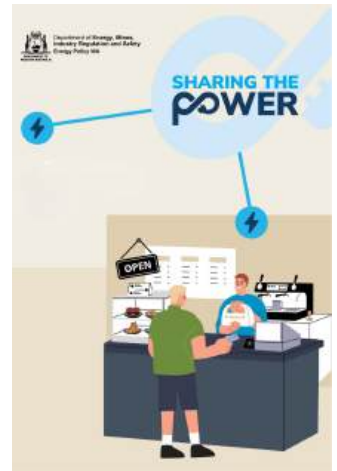 Department of Energy, Mines,
Industry Regulation and Safety
Energy Policy WA
SHARING THE
POWER
OPEN